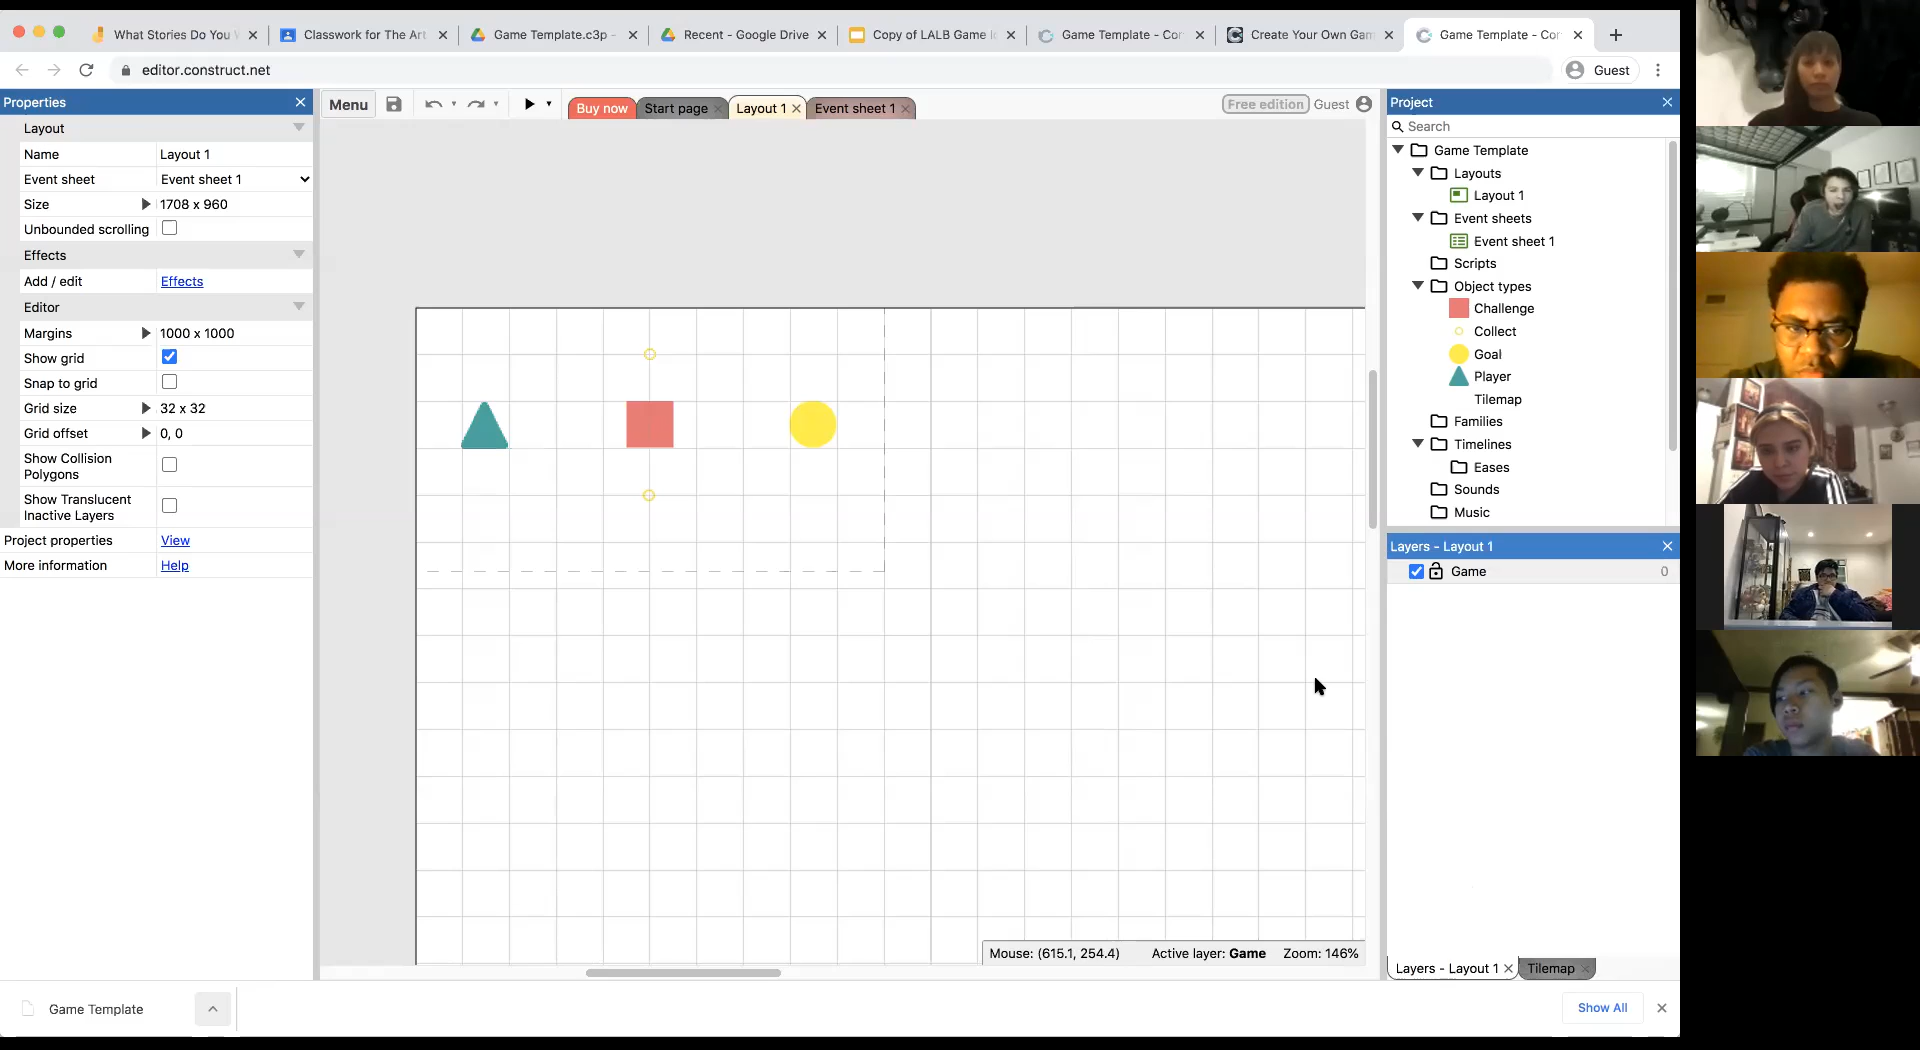 What Stories Do You
Classwork for The Art
Game Template.c3p -
Recent - Google Drive
Copy of LALB Game
Game Template - Co
Create Your Own Gam
Game Template - Co
editor.construct.net
Guest
Properties
Layout
Name Layout 1
Event sheet Event sheet 1
Size 1708 x 960
Unbounded scrolling
Effects
Add / edit Effects
Editor
Margins 1000 x 1000
Show grid
Snap to grid
Grid size 32 x 32
Grid offset 0, 0
Show Collision
Polygons
Show Translucent
Inactive Layers
Project properties View
More information Help
Menu
Buy now
Start page
Layout 1
Event sheet 1
Free edition
Guest
Mouse: (615.1, 254.4) Active layer: Game Zoom: 146%
Project
Search
Game Template
Layouts
Layout 1
Event sheets
Event sheet 1
Scripts
Object types
Challenge
Collect
Goal
Player
Tilemap
Families
Timelines
Eases
Sounds
Music
Layers - Layout 1
Game 0
Layers - Layout 1
Tilemap
Game Template
Show All